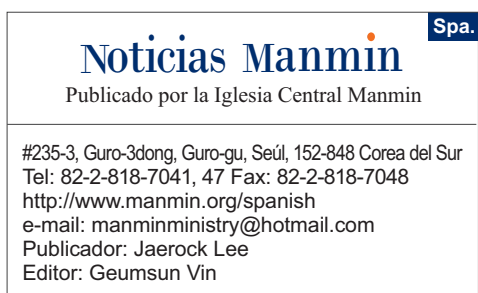 Spa.
Noticias Manmin
Publicado por la Iglesia Central Manmin
#235-3, Guro-3dong, Guro-gu, Seúl, 152-848 Corea del Sur
Tel: 82-2-818-7041, 47 Fax: 82-2-818-7048
http://www.manmin.org/spanish
e-mail: manminministry@hotmail.com
Publicador: Jaerock Lee
Editor: Geumsun Vin